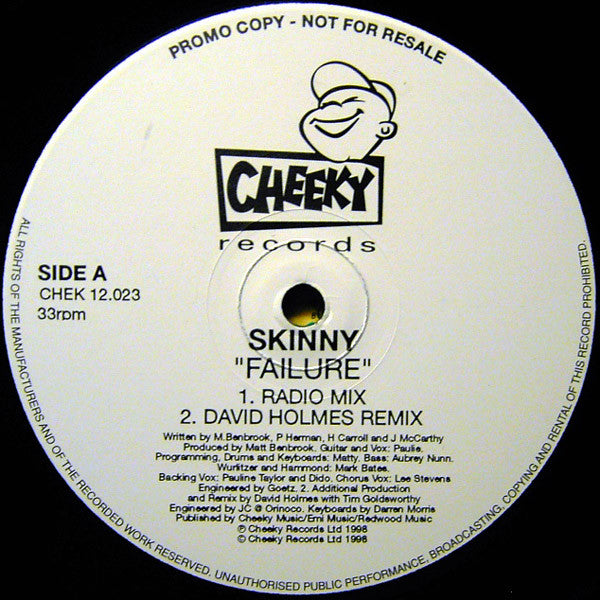 PROMO COPY - NOT FOR RESALE
CHEEKY
records
SIDE A
CHEK 12.023
33rpm
SKINNY
"FAILURE"
1. RADIO MIX
2. DAVID HOLMES REMIX
Written by M.Benbrook, P Herman, H Carroll and J McCarthy
Produced by Matt Benbrook. Guitar and Vox: Paulie.
Programming, Drums and Keyboards: Matty. Bass: Aubrey Nunn.
Wurlitzer and Hammond: Mark Bates.
Backing Vox: Pauline Taylor and Dido, Chorus Vox: Lee Stevens
Engineered by Goetz. 2. Additional Production
and Remix by David Holmes with Tim Goldsworthy
Engineered by JC @ Orinoco. Keyboards by Darren Morris
Published by Cheeky Music/Emi Music/Redwood Music
℗ Cheeky Records Ltd 1998
© Cheeky Records Ltd 1998
ALL RIGHTS OF THE MANUFACTURERS AND OF THE RECORDED WORK RESERVED. UNAUTHORISED PUBLIC PERFORMANCE, BROADCASTING, COPYING AND RENTAL OF THIS RECORD PROHIBITED.